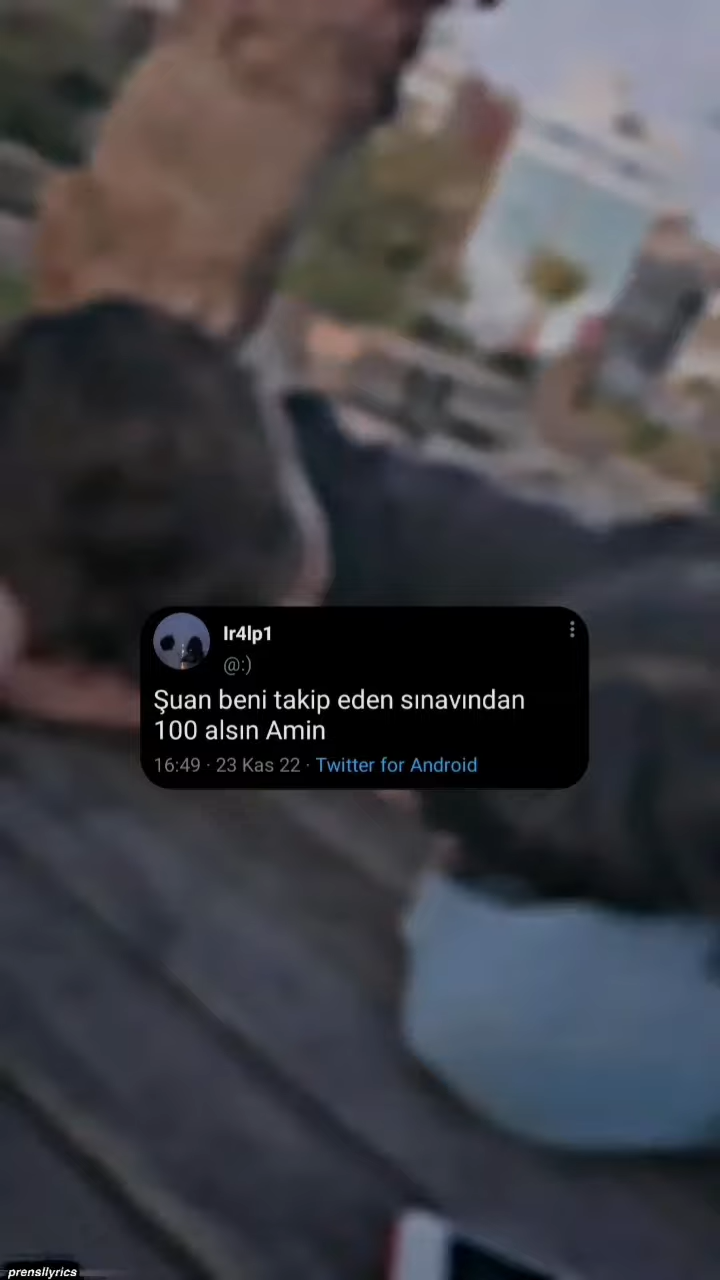 Ir4lp1
@:)
Şuan beni takip eden sınavından
100 alsın Amin
16:49 · 23 Kas 22 · Twitter for Android
prensllyrics